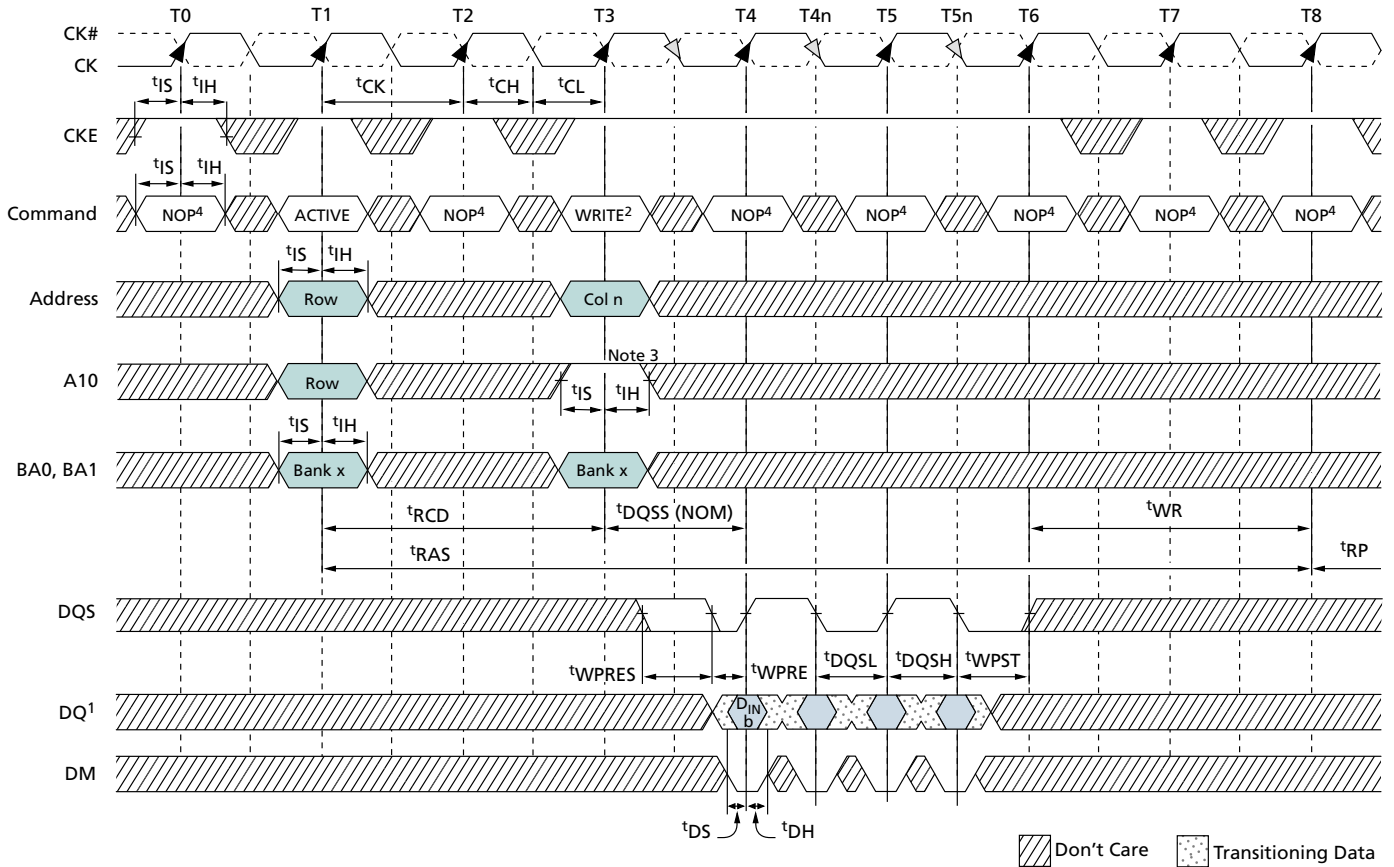 T0 T1 T2 T3 T4 T4n T5 T5n T6 T7 T8
CK#
CK
tIS tIH tCK tCH tCL
CKE
tIS tIH
Command NOP4 ACTIVE NOP4 WRITE2 NOP4 NOP4 NOP4 NOP4 NOP4
tIS tIH
Address Row Col n
Note 3
A10 Row
tIS tIH
tIS tIH
BA0, BA1 Bank x Bank x
tRCD tDQSS (NOM) tWR
tRAS tRP
DQS
tWPRES tWPRE tDQSL tDQSH tWPST
DQ1 DIN
b
DM
tDS tDH
Don't Care Transitioning Data